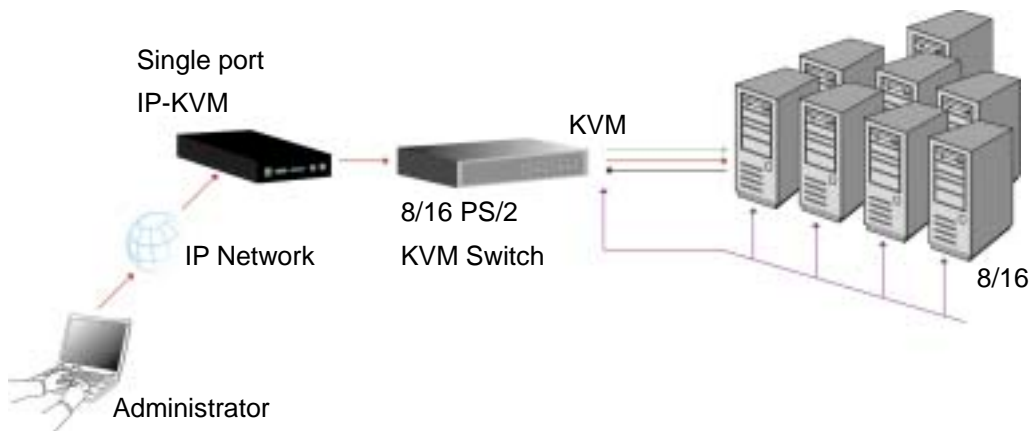 Single port
IP-KVM
KVM
8/16 PS/2
KVM Switch
IP Network
8/16
Administrator